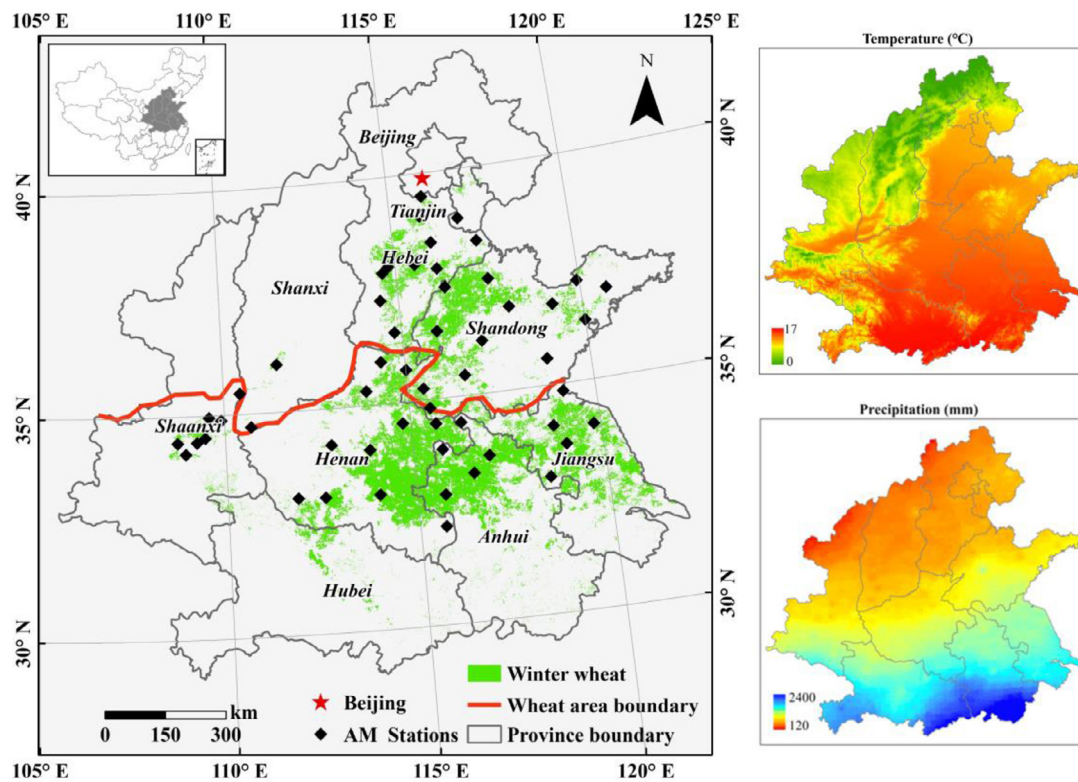 105° E
110° E
115° E
120° E
125° E
N
40° N
35° N
30° N
40° N
35° N
30° N
Beijing
Tianjin
Hebei
Shanxi
Shandong
Shaanxi
Henan
Jiangsu
Anhui
Hubei
Winter wheat
Beijing
Wheat area boundary
AM Stations
Province boundary
km
0 150 300
105° E
110° E
115° E
120° E
Temperature (°C)
17
0
Precipitation (mm)
2400
120